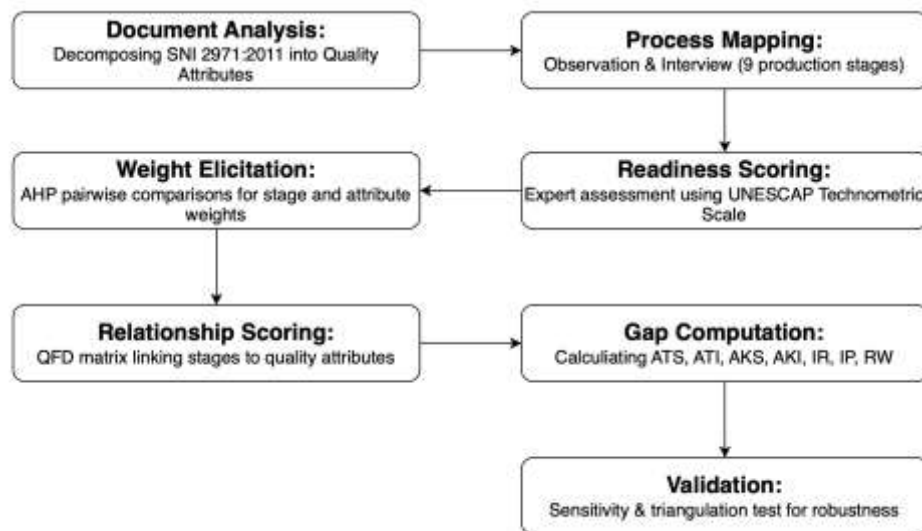 Document Analysis:
Decomposing SNI 2971:2011 into Quality
Attributes
Process Mapping:
Observation & Interview (9 production stages)
Readiness Scoring:
Expert assessment using UNESCAP Technometric
Scale
Weight Elicitation:
AHP pairwise comparisons for stage and attribute
weights
Relationship Scoring:
QFD matrix linking stages to quality attributes
Gap Computation:
Calculiating ATS, ATI, AKS, AKI, IR, IP, RW
Validation:
Sensitivity & triangulation test for robustness